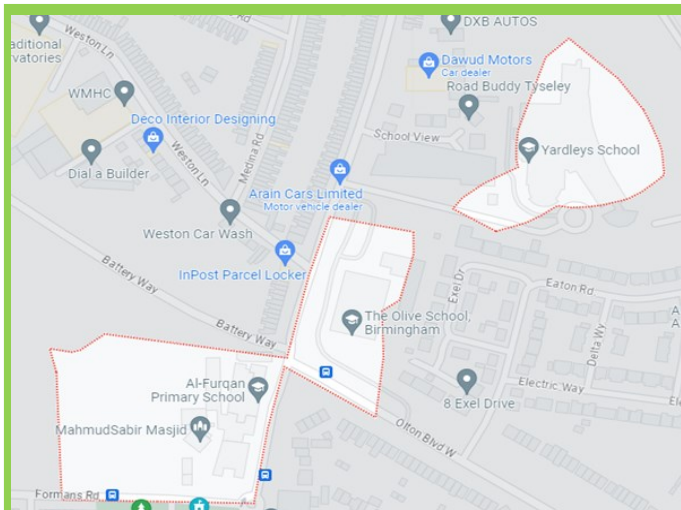 DXB AUTOS
Weston Ln
aditional
rvatories
Dawud Motors
Car dealer
WMHC
Road Buddy Tyseley
Deco Interior Designing
School View
Medina Rd
Yardleys School
Weston Ln
Dial a Builder
Arain Cars Limited
Motor vehicle dealer
Weston Car Wash
Battery Way
InPost Parcel Locker
Exel Dr
Eaton Rd
The Olive School,
Birmingham
Battery Way
Delta Wy
A
A
Al-Furqan
Primary School
Electric Way
Ele
8 Exel Drive
MahmudSabir Masjid
Olton Blvd W
Formans Rd